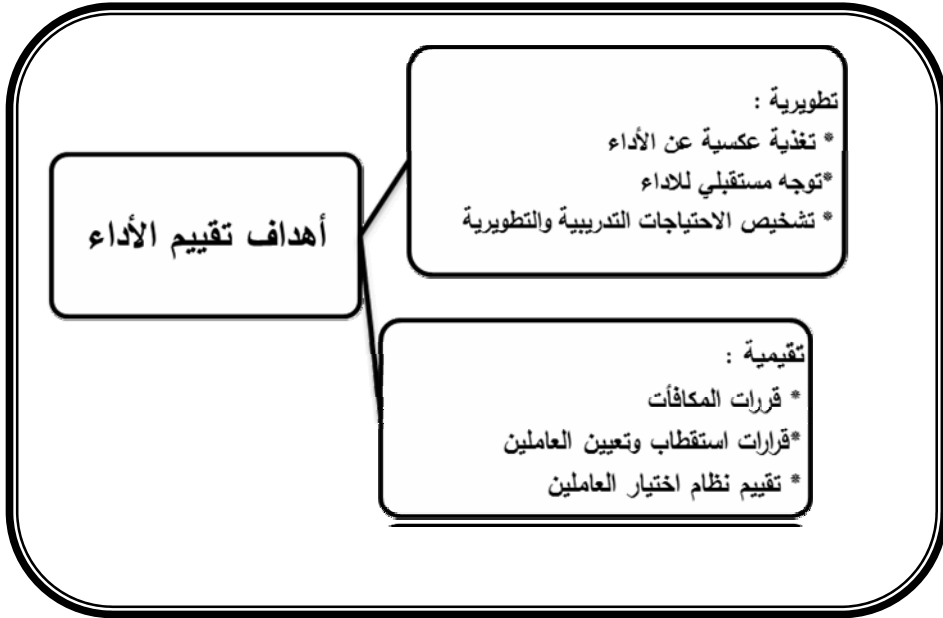 أهداف تقييم الأداء
تطويرية :
* تغذية عكسية عن الأداء
*توجه مستقبلي للاداء
* تشخيص الاحتياجات التدريبية والتطويرية
تقيمية :
* قررات المكافأت
*قرارات استقطاب وتعيين العاملين
* تقييم نظام اختيار العاملين